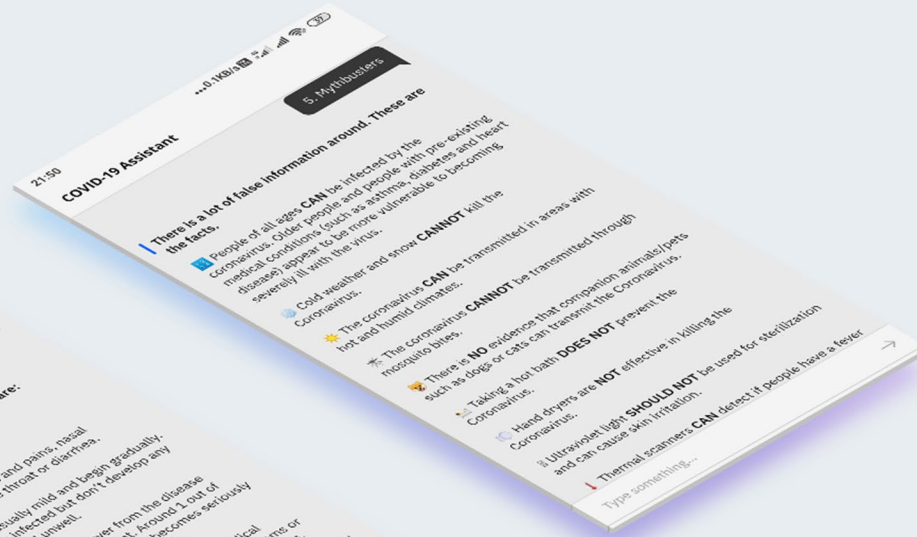 21:50
...0.1KB/s
37
COVID-19 Assistant
5. Mythbusters
There is a lot of false information around. These are
the facts.
People of all ages CAN be infected by the
coronavirus. Older people and people with pre-existing
medical conditions (such as asthma, diabetes and heart
disease) appear to be more vulnerable to becoming
severely ill with the virus.
Cold weather and snow CANNOT kill the
Coronavirus.
The coronavirus CAN be transmitted in areas with
hot and humid climates.
The coronavirus CANNOT be transmitted through
mosquito bites.
There is NO evidence that companion animals/pets
such as dogs or cats can transmit the Coronavirus.
Taking a hot bath DOES NOT prevent the
Coronavirus.
Hand dryers are NOT effective in killing the
Coronavirus.
Ultraviolet light SHOULD NOT be used for sterilization
and can cause skin irritation.
Thermal scanners CAN detect if people have a fever
Type something...
are:
and pains, nasal
throat or diarrhea.
usually mild and begin gradually.
infected but don't develop any
unwell.
over from the disease
Around 1 out of
becomes seriously
or